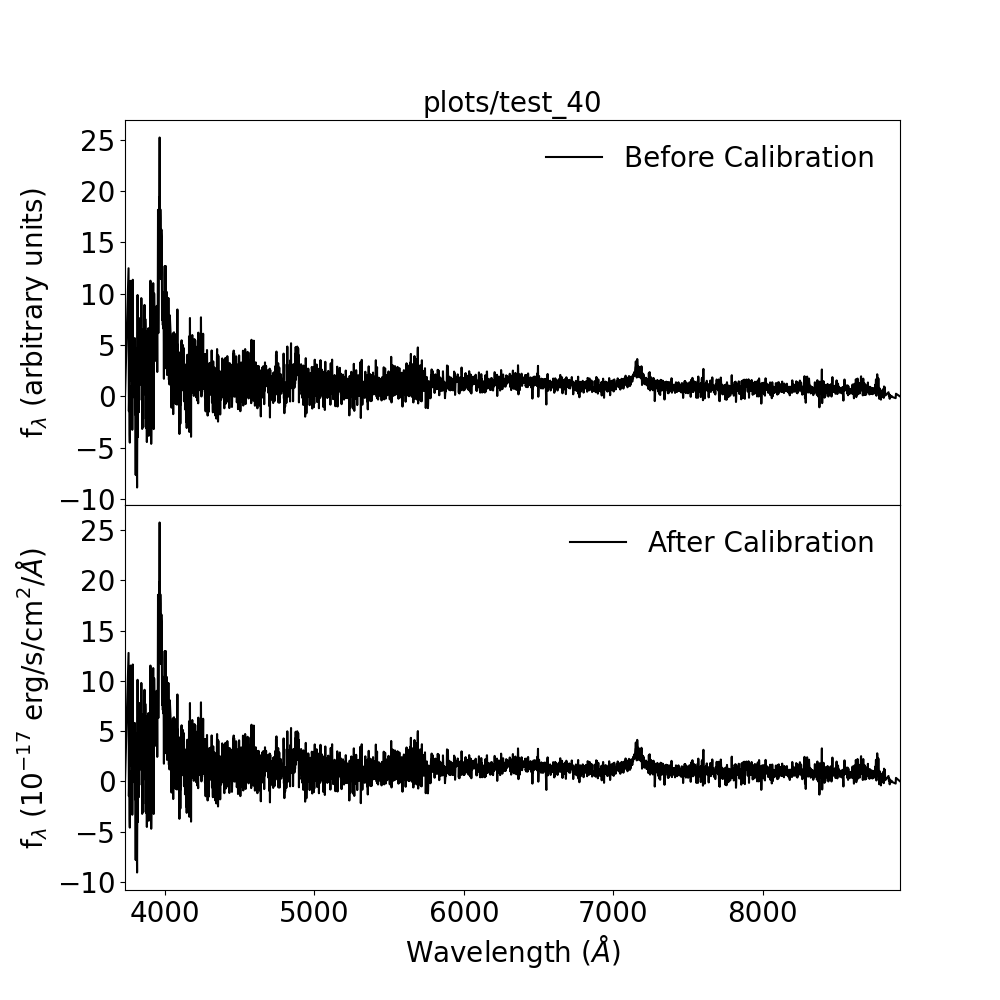 plots/test_40
Before Calibration
25
20
15
10
5
0
−5
−10
f_λ (arbitrary units)
After Calibration
25
20
15
10
5
0
−5
−10
f_λ (10^−17 erg/s/cm^2/Å)
4000 5000 6000 7000 8000
Wavelength (Å)